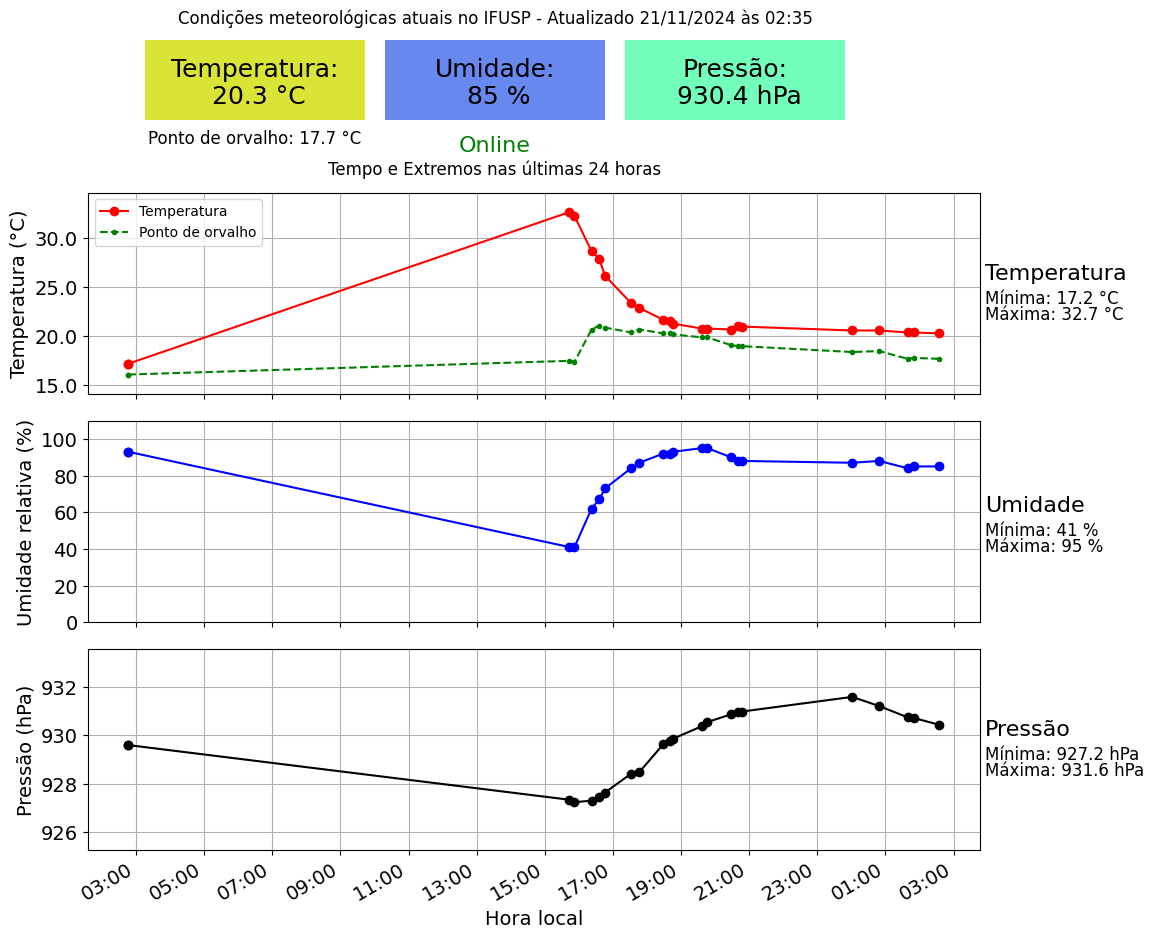 Condições meteorológicas atuais no IFUSP - Atualizado 21/11/2024 às 02:35
Temperatura:
20.3 °C
Umidade:
85 %
Pressão:
930.4 hPa
Ponto de orvalho: 17.7 °C
Online
Tempo e Extremos nas últimas 24 horas
Temperatura (°C)
30.0
25.0
20.0
15.0
Temperatura
Ponto de orvalho
Temperatura
Mínima: 17.2 °C
Máxima: 32.7 °C
Umidade relativa (%)
100
80
60
40
20
0
Umidade
Mínima: 41 %
Máxima: 95 %
Pressão (hPa)
932
930
928
926
Pressão
Mínima: 927.2 hPa
Máxima: 931.6 hPa
03:00 05:00 07:00 09:00 11:00 13:00 15:00 17:00 19:00 21:00 23:00 01:00 03:00
Hora local